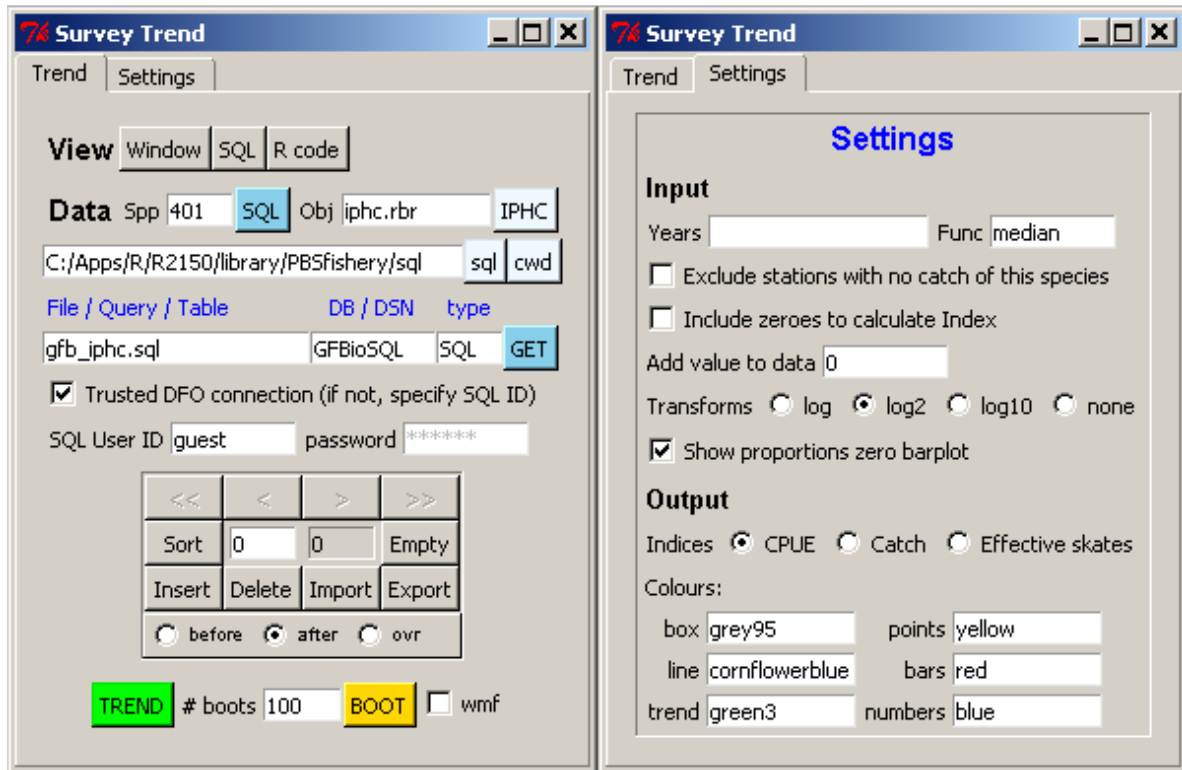 Survey Trend
Trend Settings
View Window SQL R code
Data Spp 401 SQL Obj iphc.rbr IPHC
C:/Apps/R/R2150/library/PBSfishery/sql sql cwd
File / Query / Table DB / DSN type
gfb_iphc.sql GFBioSQL SQL GET
Trusted DFO connection (if not, specify SQL ID)
SQL User ID guest password ******
<< < > >>
Sort 0 0 Empty
Insert Delete Import Export
before after ovr
TREND # boots 100 BOOT wmf
Survey Trend
Trend Settings
Settings
Input
Years Func median
Exclude stations with no catch of this species
Include zeroes to calculate Index
Add value to data 0
Transforms log log2 log10 none
Show proportions zero barplot
Output
Indices CPUE Catch Effective skates
Colours:
box grey95 points yellow
line cornflowerblue bars red
trend green3 numbers blue